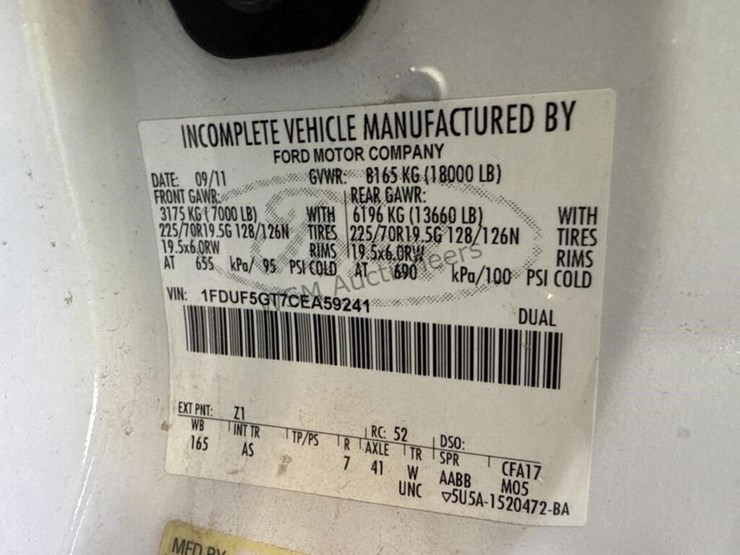 INCOMPLETE VEHICLE MANUFACTURED BY
FORD MOTOR COMPANY
DATE: 09/11 GVWR: 8165 KG (18000 LB)
FRONT GAWR: REAR GAWR:
3175 KG (7000 LB) WITH 6196 KG (13660 LB) WITH
225/70R19.5G 128/126N TIRES 225/70R19.5G 128/126N TIRES
19.5x6.0RW RIMS 19.5x6.0RW RIMS
AT 655 kPa/ 95 PSI COLD AT 690 kPa/100 PSI COLD
VIN: 1FDUF5GT7CEA59241 DUAL
EXT PNT: Z1 RC: 52 DSO:
WB INT TR TP/PS R AXLE TR SPR CFA17
165 AS 7 41 W AABB M05
UNC ▽5U5A-1520472-BA
MFD BY
Auctioneers